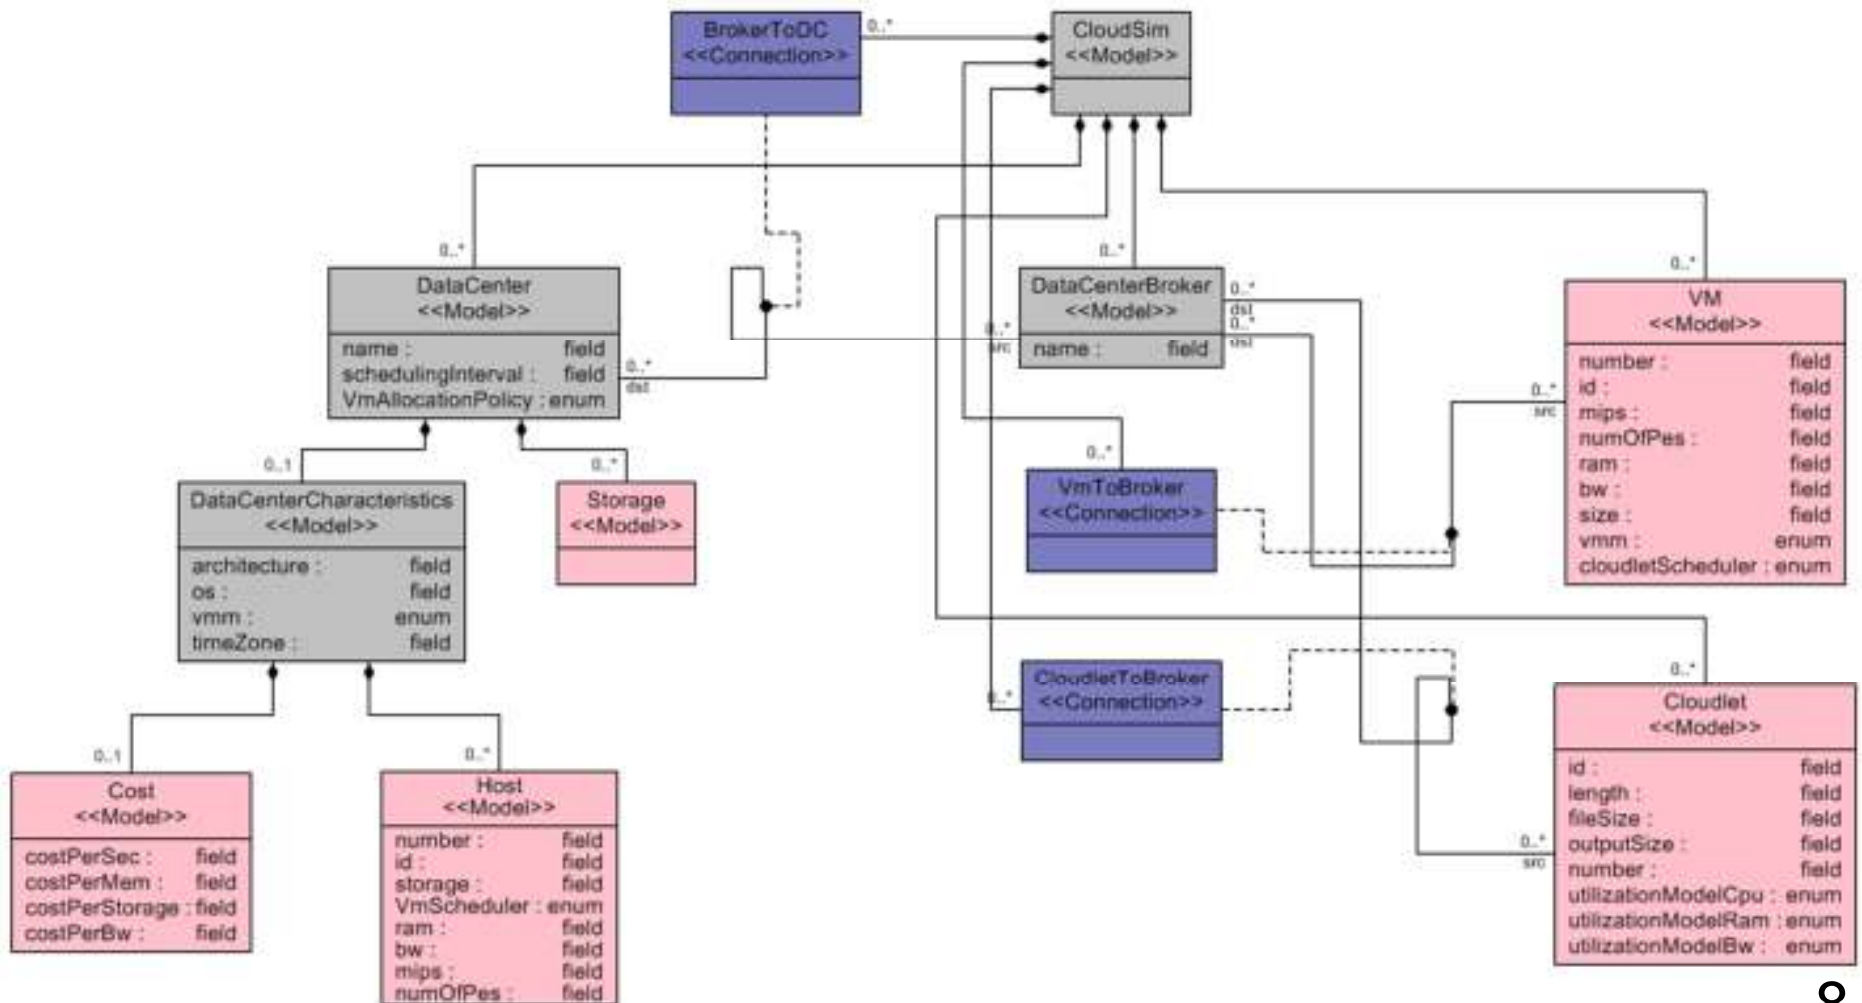 BrokerToDC
<<Connection>>
0..*
CloudSim
<<Model>>
0..*
DataCenter
<<Model>>
name : field
schedulingInterval : field
VmAllocationPolicy : enum
0..*
dst
0..*
src
0..*
DataCenterBroker
<<Model>>
name : field
0..*
dst
0..*
dst
0..*
VM
<<Model>>
number : field
id : field
mips : field
numOfPes : field
ram : field
bw : field
size : field
vmm : enum
cloudletScheduler : enum
0..*
src
0..1
DataCenterCharacteristics
<<Model>>
architecture : field
os : field
vmm : enum
timeZone : field
0..*
Storage
<<Model>>
0..*
VmToBroker
<<Connection>>
0..*
CloudletToBroker
<<Connection>>
0..*
Cloudlet
<<Model>>
id : field
length : field
fileSize : field
outputSize : field
number : field
utilizationModelCpu : enum
utilizationModelRam : enum
utilizationModelBw : enum
0..*
src
0..1
Cost
<<Model>>
costPerSec : field
costPerMem : field
costPerStorage : field
costPerBw : field
0..*
Host
<<Model>>
number : field
id : field
storage : field
VmScheduler : enum
ram : field
bw : field
mips : field
numOfPes : field